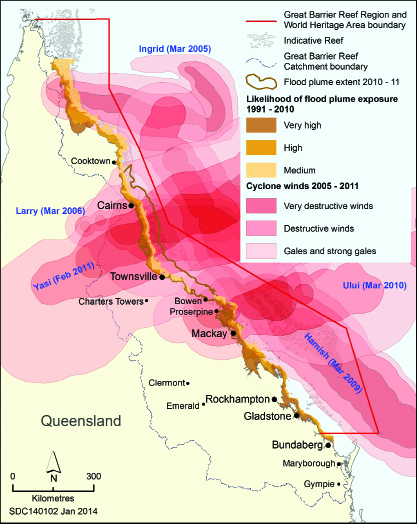 Great Barrier Reef Region and
World Heritage Area boundary
Indicative Reef
Great Barrier Reef
Catchment boundary
Flood plume extent 2010 - 11
Likelihood of flood plume exposure
1991 - 2010
Very high
High
Medium
Cyclone winds 2005 - 2011
Very destructive winds
Destructive winds
Gales and strong gales
Ingrid (Mar 2005)
Cooktown
Larry (Mar 2006)
Cairns
Yasi (Feb 2011)
Townsville
Charters Towers
Bowen
Proserpine
Ului (Mar 2010)
Mackay
Hamish (Mar 2009)
Clermont
Emerald
Rockhampton
Gladstone
Queensland
Bundaberg
Maryborough
Gympie
N
0 300
Kilometres
SDC140102 Jan 2014